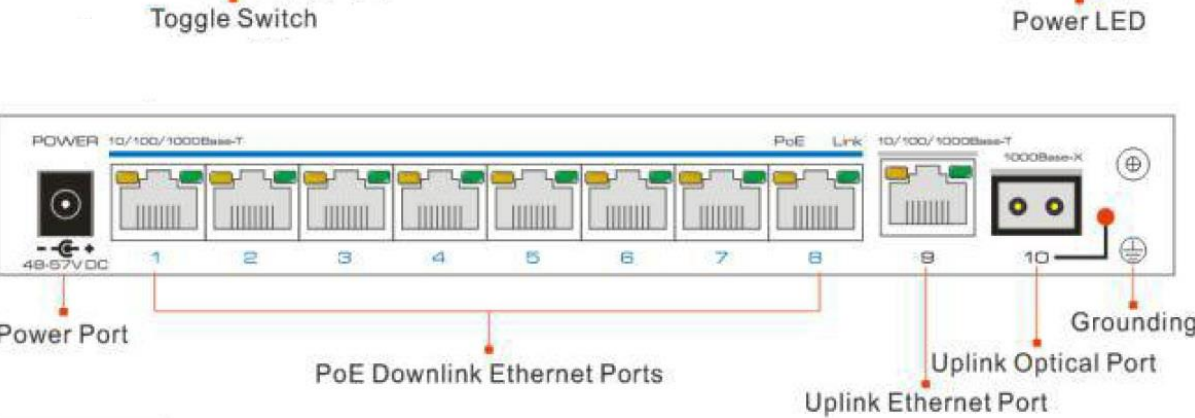 Toggle Switch
Power LED
POWER 10/100/1000Base-T PoE Link 10/100/1000Base-T
1000Base-X
48-57V DC
1 2 3 4 5 6 7 8 9 10
Power Port
Grounding
PoE Downlink Ethernet Ports
Uplink Optical Port
Uplink Ethernet Port